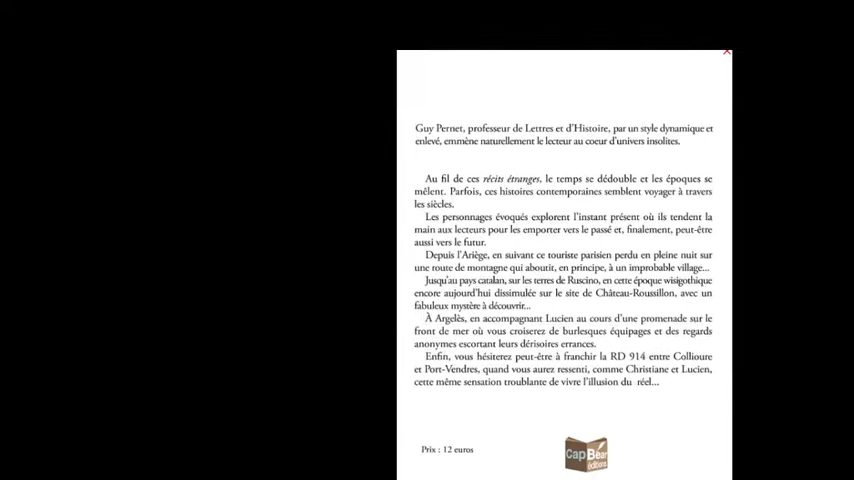 Guy Pernet, professeur de Lettres et d'Histoire, par un style dynamique et
enlevé, emmène naturellement le lecteur au coeur d'univers insolites.
Au fil de ces récits étranges, le temps se dédouble et les époques se
mêlent. Parfois, ces histoires contemporaines semblent voyager à travers
les siècles.
Les personnages évoqués explorent l'instant présent où ils tendent la
main aux lecteurs pour les emporter vers le passé et, finalement, peut-être
aussi vers le futur.
Depuis l'Ariège, en suivant ce touriste parisien perdu en pleine nuit sur
une route de montagne qui aboutit, en principe, à un improbable village...
Jusqu'au pays catalan, sur les terres de Ruscino, en cette époque wisigothique
encore aujourd'hui dissimulée sur le site de Château-Roussillon, avec un
fabuleux mystère à découvrir...
À Argelès, en accompagnant Lucien au cours d'une promenade sur le
front de mer où vous croiserez de burlesques équipages et des regards
anonymes escortant leurs dérisoires errances.
Enfin, vous hésiterez peut-être à franchir la RD 914 entre Collioure
et Port-Vendres, quand vous aurez ressenti, comme Christiane et Lucien,
cette même sensation troublante de vivre l'illusion du réel...
Prix : 12 euros
Cap Béar
éditions